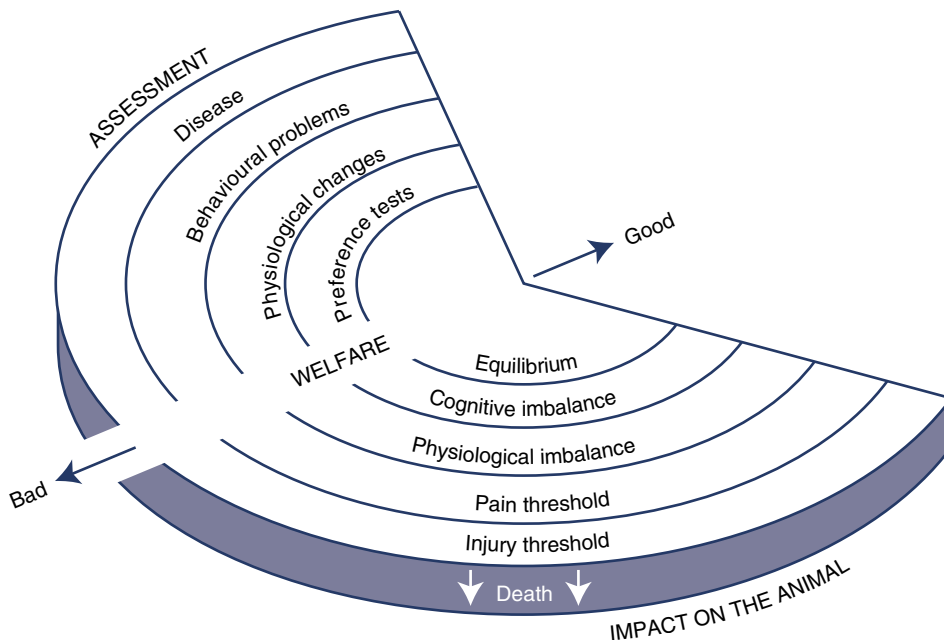 ASSESSMENT
Disease
Behavioural problems
Physiological changes
Preference tests
Good
WELFARE
Bad
Equilibrium
Cognitive imbalance
Physiological imbalance
Pain threshold
Injury threshold
Death
IMPACT ON THE ANIMAL